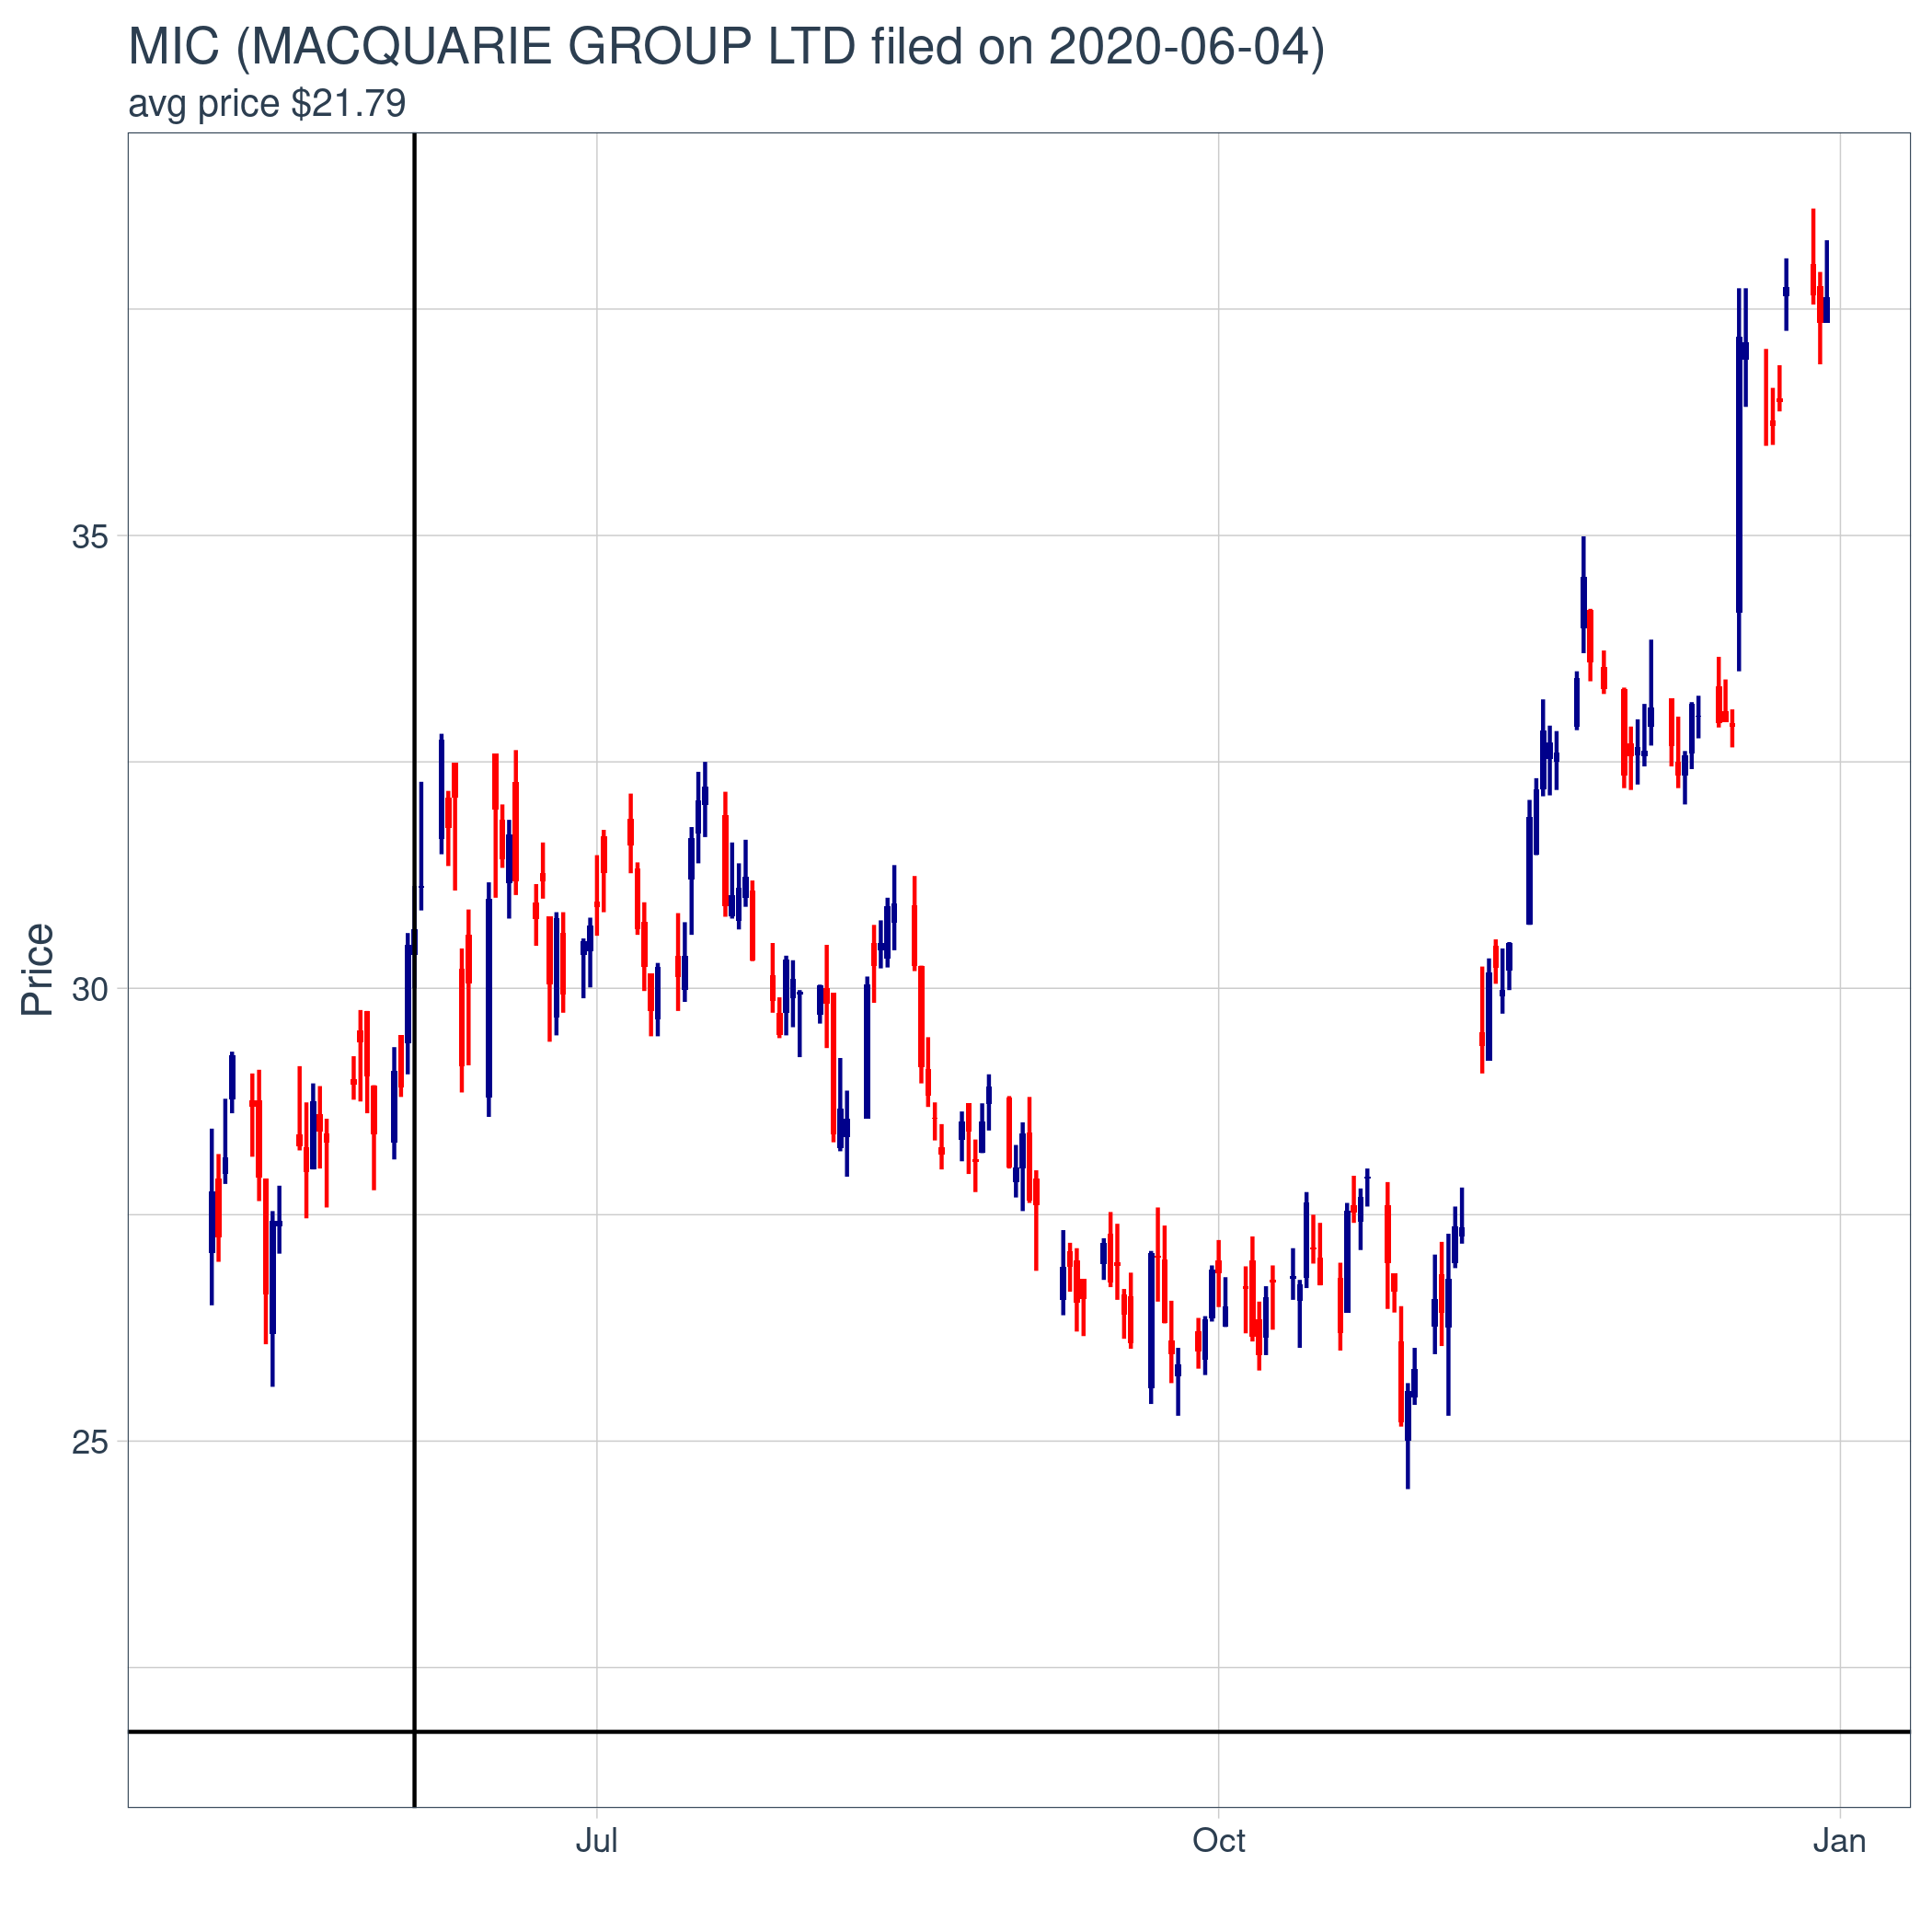 MIC (MACQUARIE GROUP LTD filed on 2020-06-04)
avg price $21.79
Price
35
30
25
Jul
Oct
Jan